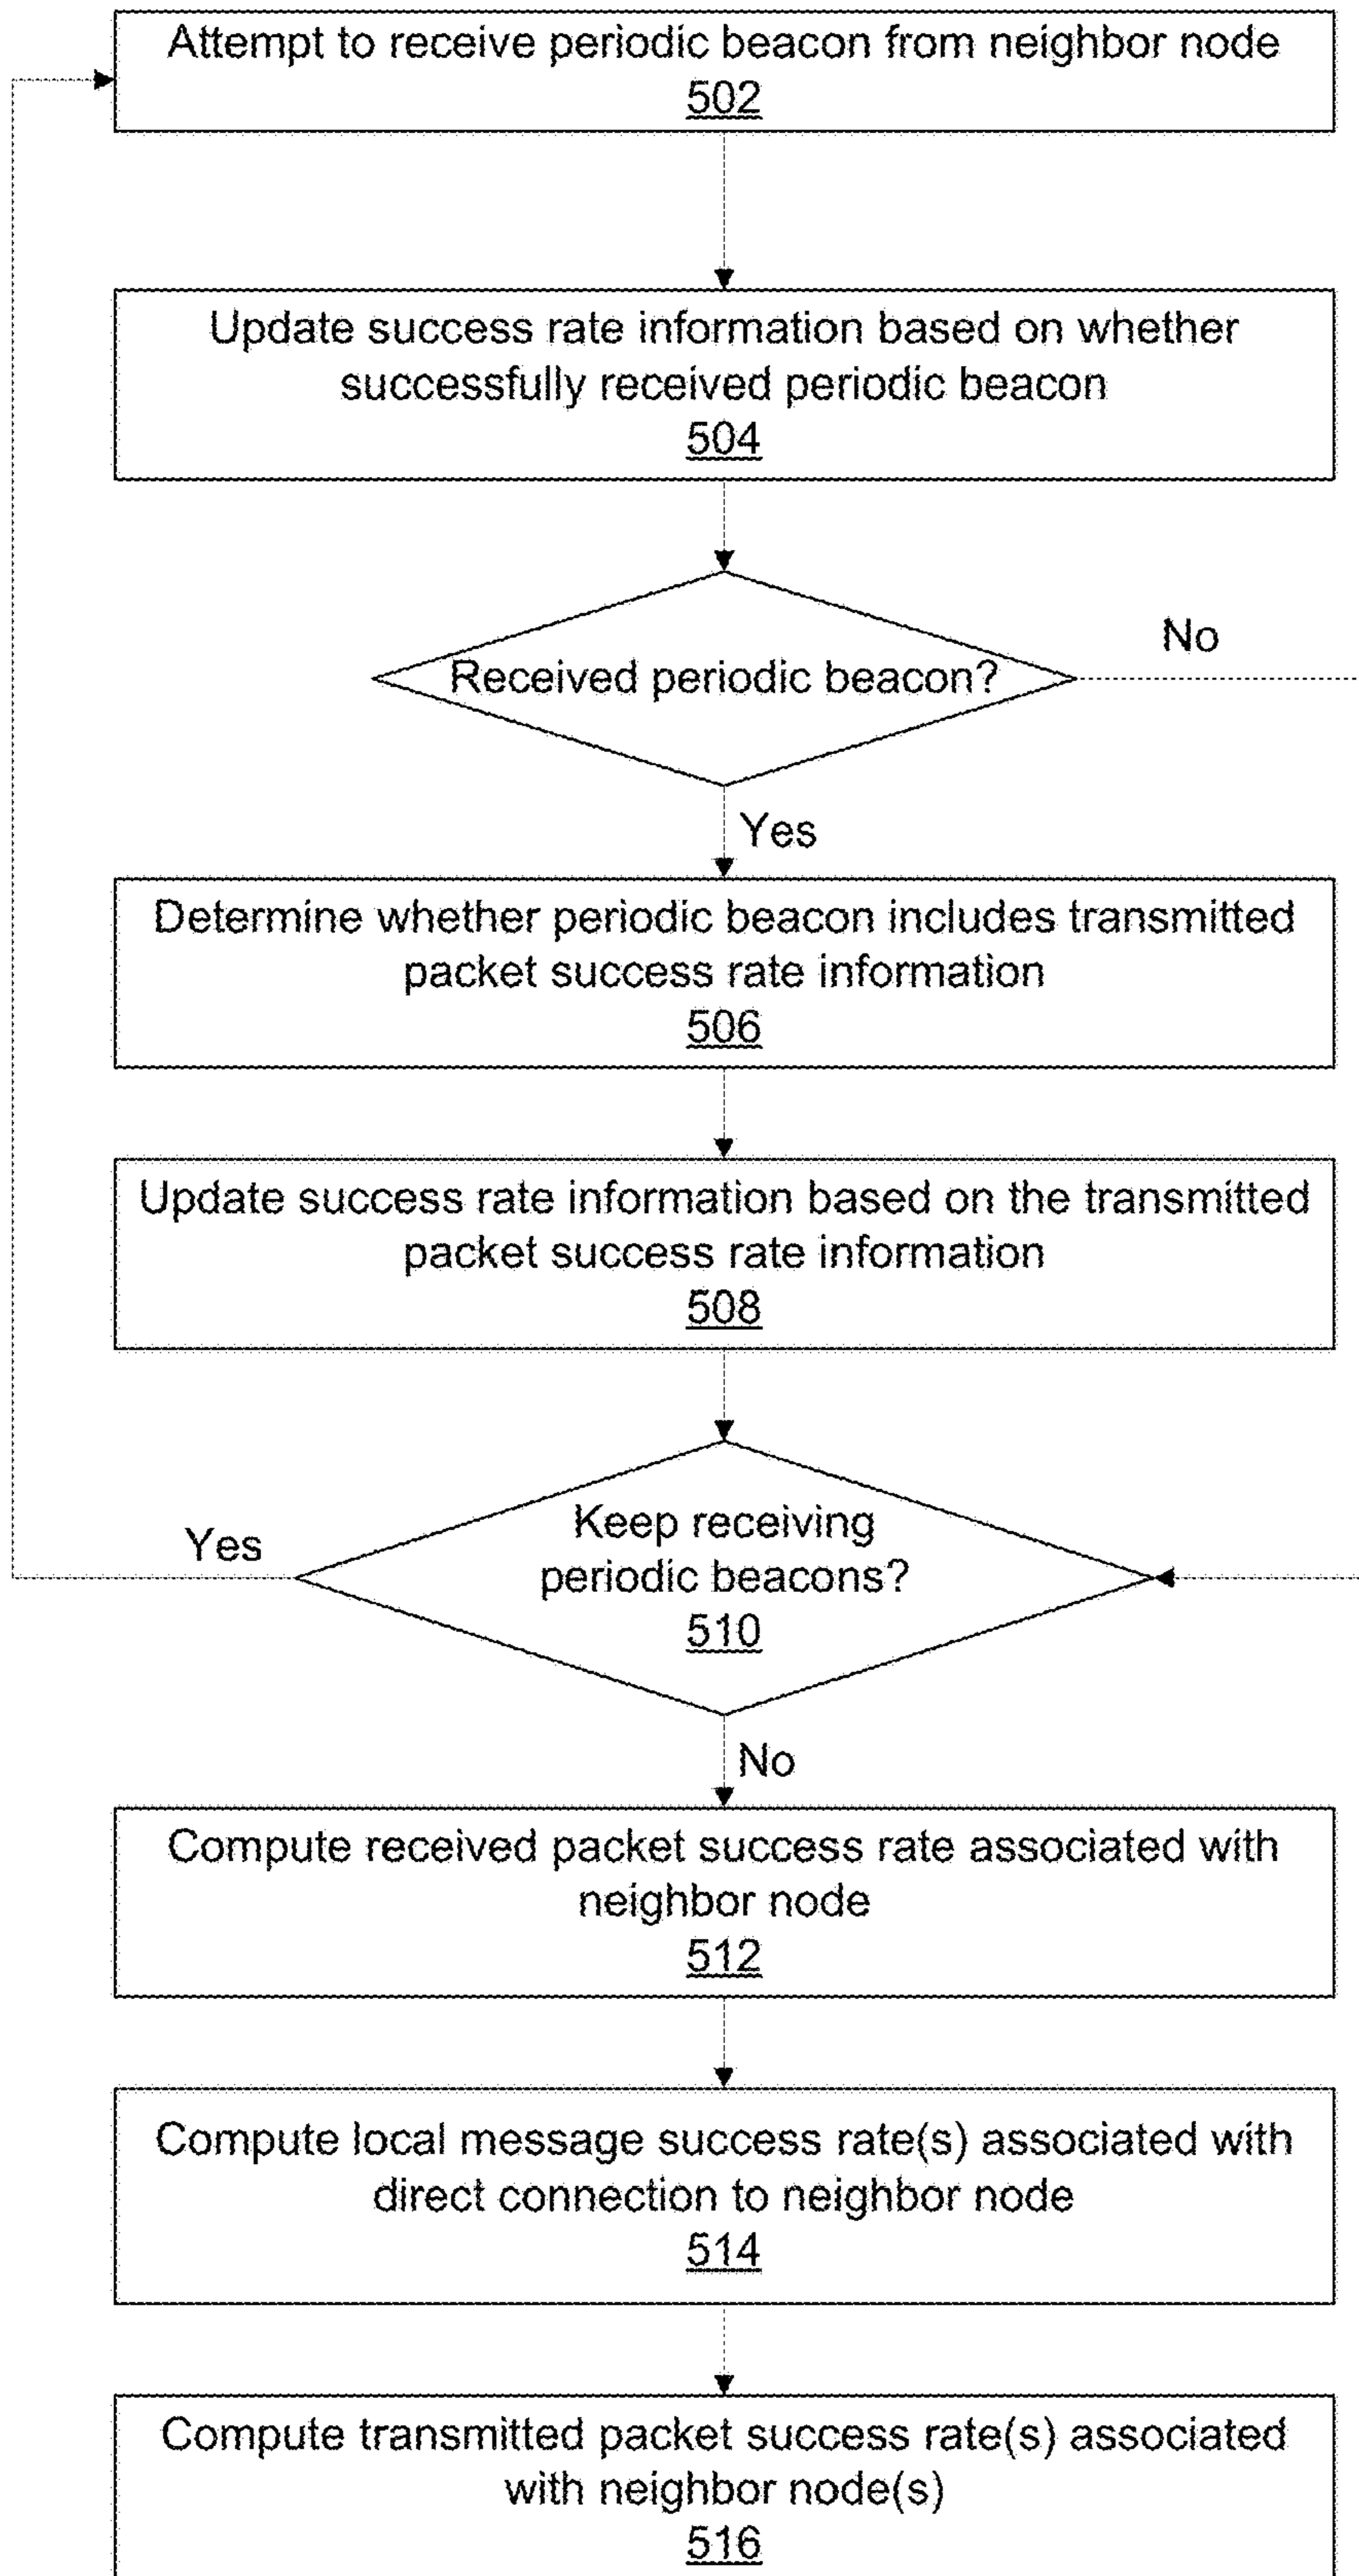 Attempt to receive periodic beacon from neighbor node
502
Update success rate information based on whether
successfully received periodic beacon
504
No
Received periodic beacon?
Yes
Determine whether periodic beacon includes transmitted
packet success rate information
506
Update success rate information based on the transmitted
packet success rate information
508
Keep receiving
Yes
periodic beacons?
510
No
Compute received packet success rate associated with
neighbor node
512
Compute local message success rate(s) associated with
direct connection to neighbor node
514
Compute transmitted packet success rate(s) associated
with neighbor node(s)
516